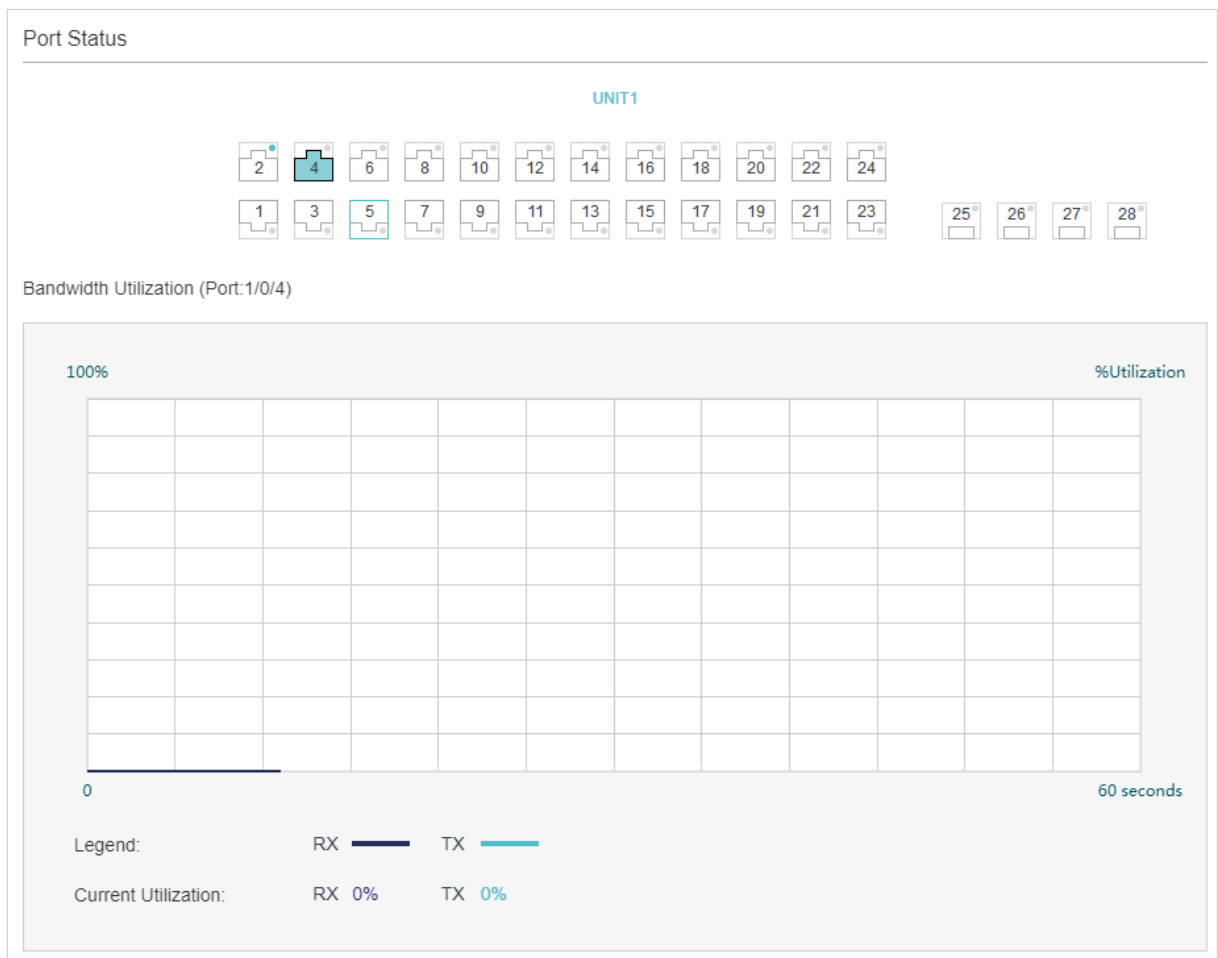 Port Status
UNIT1
2 4 6 8 10 12 14 16 18 20 22 24
1 3 5 7 9 11 13 15 17 19 21 23 25 26 27 28
Bandwidth Utilization (Port:1/0/4)
100% %Utilization
0 60 seconds
Legend: RX TX
Current Utilization: RX 0% TX 0%